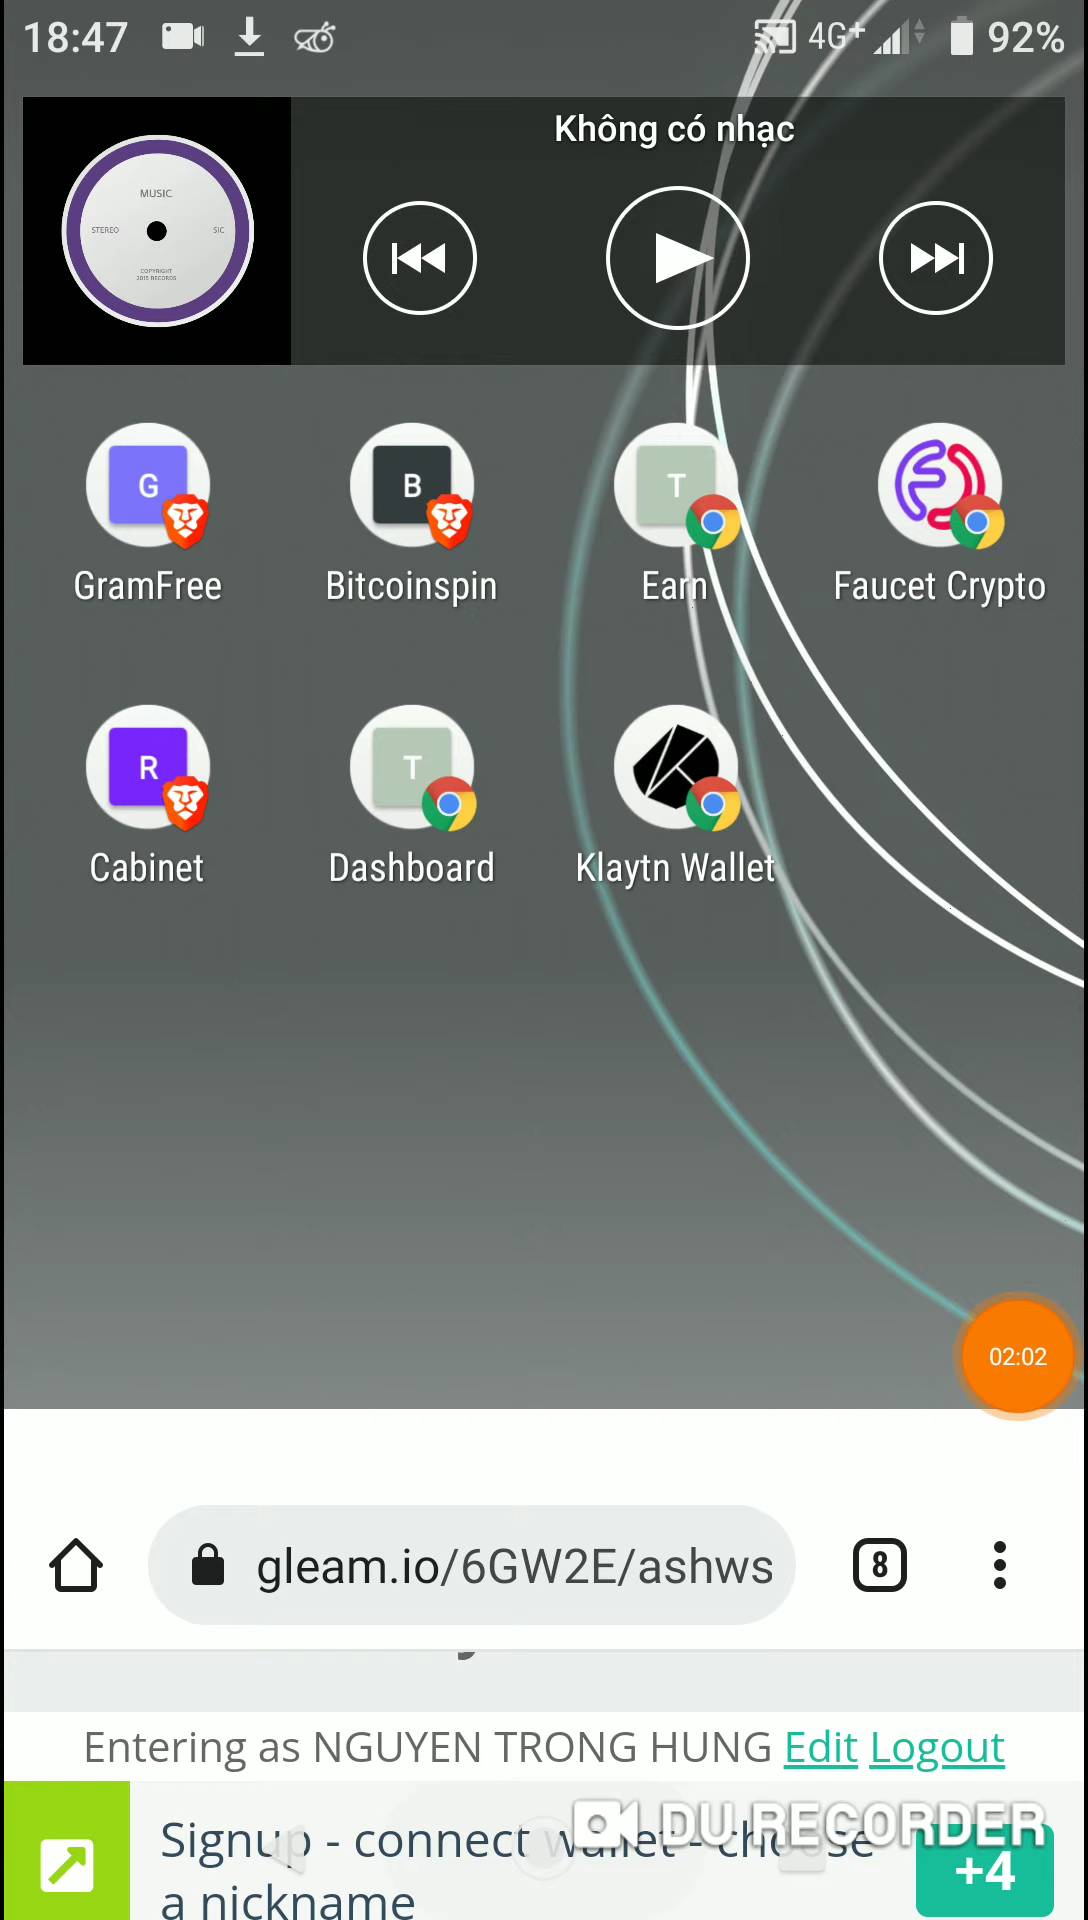 18:47
4G+
92%
Không có nhạc
MUSIC
STEREO
SIC
COPYRIGHT
2015 RECORDS
G
B
T
GramFree
Bitcoinspin
Earn
Faucet Crypto
R
T
Cabinet
Dashboard
Klaytn Wallet
02:02
gleam.io/6GW2E/ashws
8
Entering as NGUYEN TRONG HUNG Edit Logout
DU RECORDER
Signup - connect wallet - choose
a nickname
+4